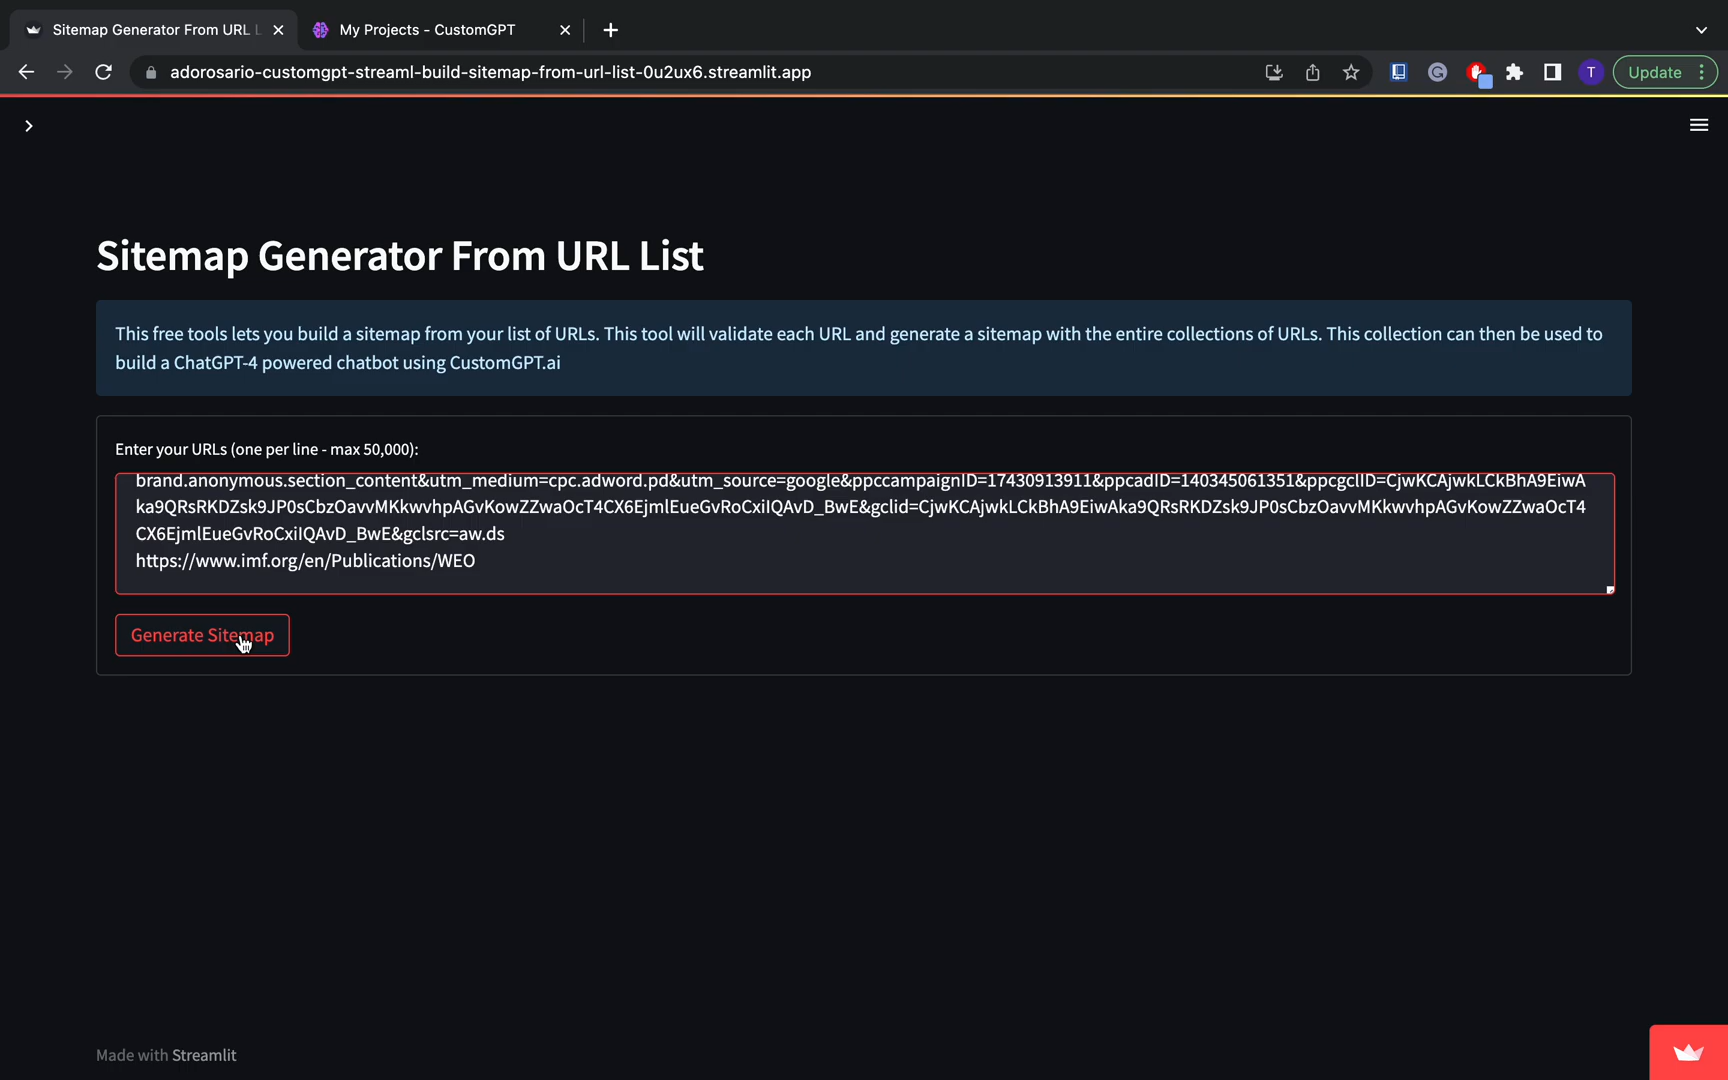 Sitemap Generator From URL L
My Projects - CustomGPT
adorosario-customgpt-streaml-build-sitemap-from-url-list-0u2ux6.streamlit.app
T
Update
Sitemap Generator From URL List
This free tools lets you build a sitemap from your list of URLs. This tool will validate each URL and generate a sitemap with the entire collections of URLs. This collection can then be used to
build a ChatGPT-4 powered chatbot using CustomGPT.ai
Enter your URLs (one per line - max 50,000):
brand.anonymous.section_content&utm_medium=cpc.adword.pd&utm_source=google&ppccampaignID=17430913911&ppcadID=140345061351&ppcgclID=CjwKCAjwkLCkBhA9EiwA
ka9QRsRKDZsk9JP0sCbzOavvMKkwvhpAGvKowZZwaOcT4CX6EjmlEueGvRoCxilQAvD_BwE&gclid=CjwKCAjwkLCkBhA9EiwAka9QRsRKDZsk9JP0sCbzOavvMKkwvhpAGvKowZZwaOcT4
CX6EjmlEueGvRoCxilQAvD_BwE&gclsrc=aw.ds
https://www.imf.org/en/Publications/WEO
Generate Sitemap
Made with Streamlit